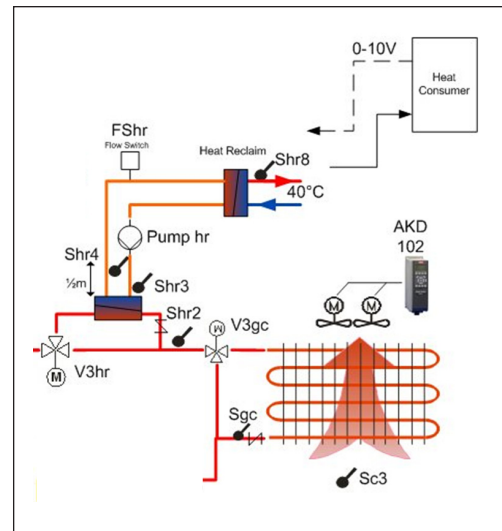 0-10V
Heat
Consumer
FShr
Flow Switch
Heat Reclaim
Shr8
40°C
Pump hr
AKD
102
Shr4
½m
Shr3
Shr2
M
M
M
V3gc
V3hr
M
Sgc
Sc3